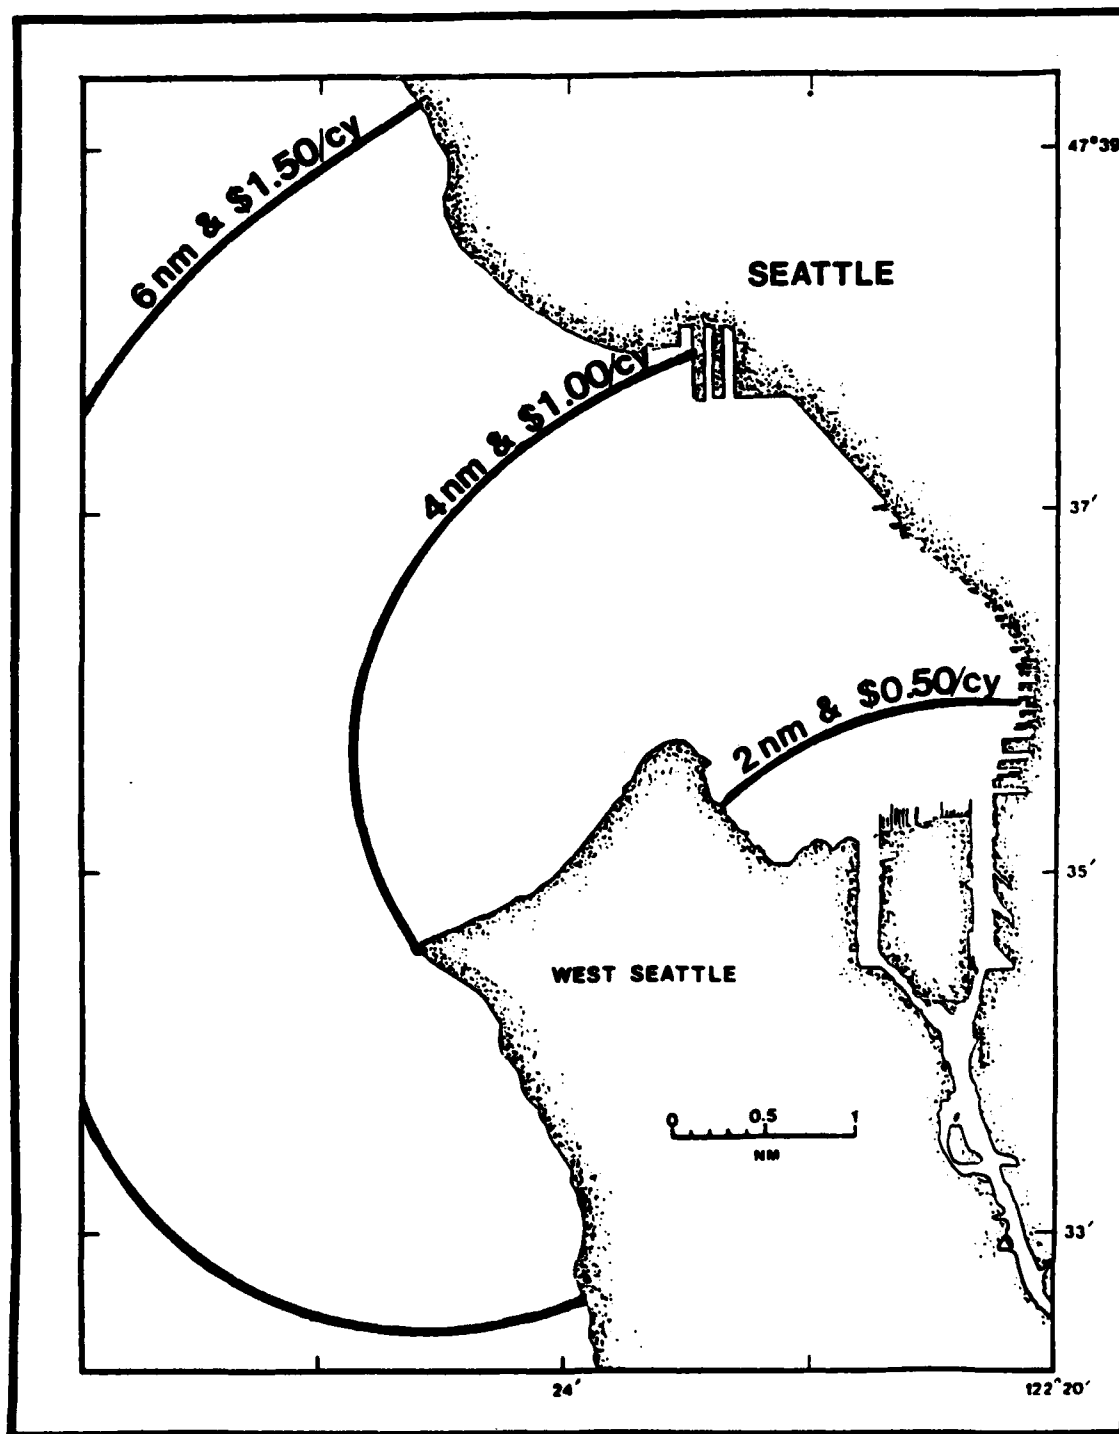 47°39
6 nm & $1.50/cy
SEATTLE
4 nm & $1.00/cy
37′
2 nm & $0.50/cy
35′
WEST SEATTLE
0 0.5 1
NM
33′
24′
122°20′